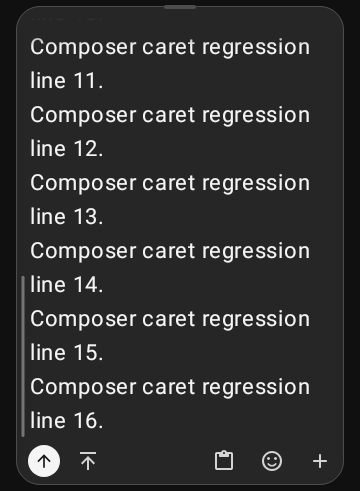 Composer caret regression
line 11.
Composer caret regression
line 12.
Composer caret regression
line 13.
Composer caret regression
line 14.
Composer caret regression
line 15.
Composer caret regression
line 16.